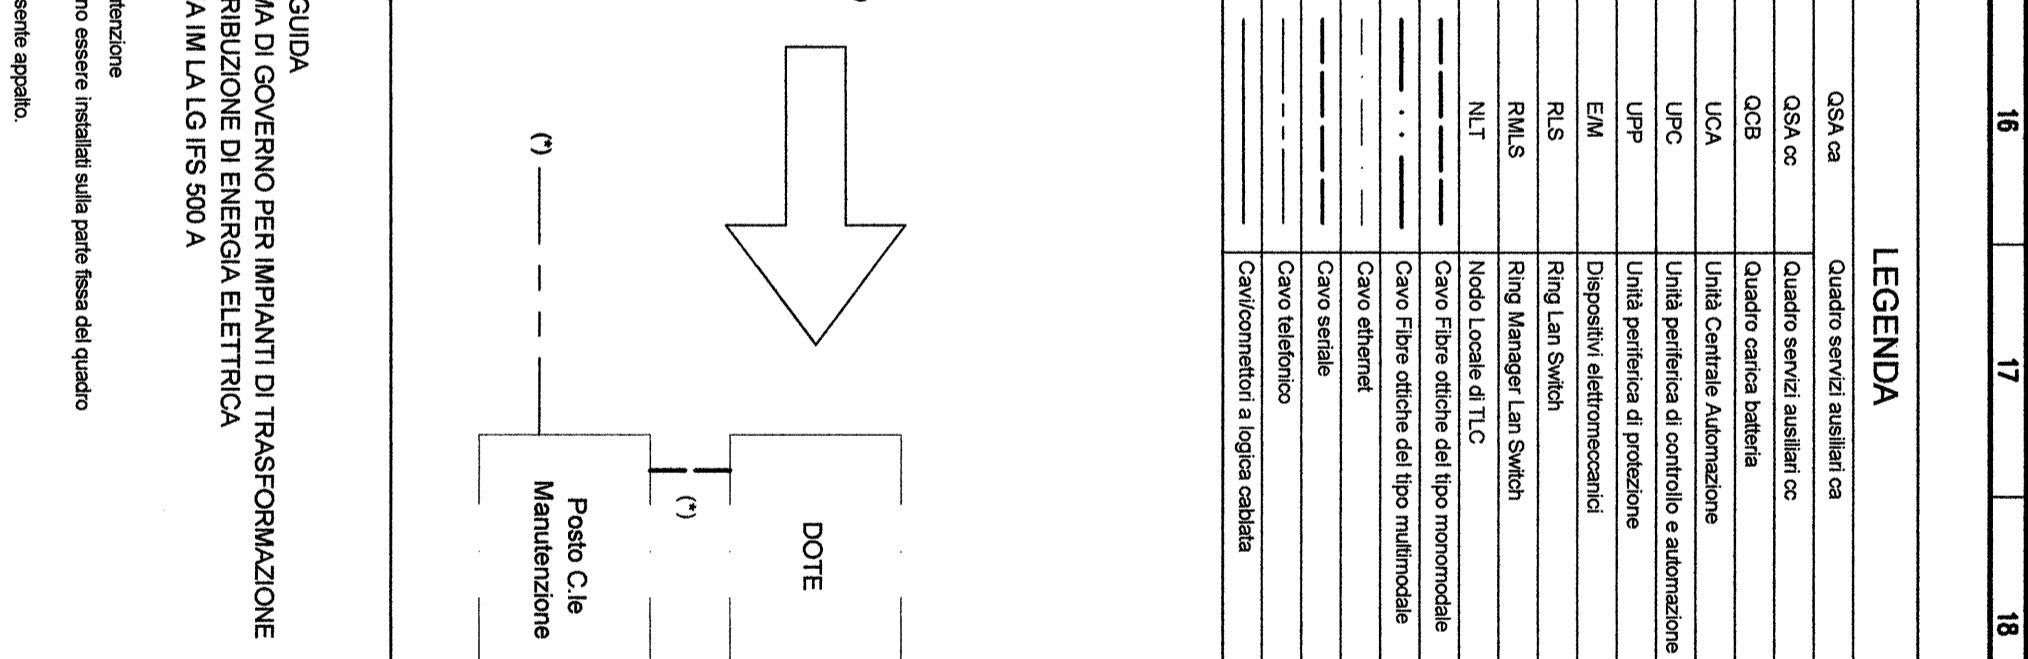 16 17 18
LEGENDA
QSA ca Quadro servizi ausiliari ca
QSA cc Quadro servizi ausiliari cc
QCB Quadro carica batteria
UCA Unità Centrale Automazione
UPC Unità periferica di controllo e automazione
UPP Unità periferica di protezione
E/M Dispositivi elettromeccanici
RLS Ring Lan Switch
RMLS Ring Manager Lan Switch
NLT Nodo Locale di TLC
Cavo Fibre ottiche del tipo monomodale
Cavo Fibre ottiche del tipo multimodale
Cavo ethernet
Cavo seriale
Cavo telefonico
Cavi/connettori a logica cablata
DOTE
(*)
Posto C.le
Manutenzione
(*)
GUIDA
MA DI GOVERNO PER IMPIANTI DI TRASFORMAZIONE
RIBUZIONE DI ENERGIA ELETTRICA
A IM LA LG IFS 500 A
tenzione
no essere installati sulla parte fissa del quadro
sente appalto.